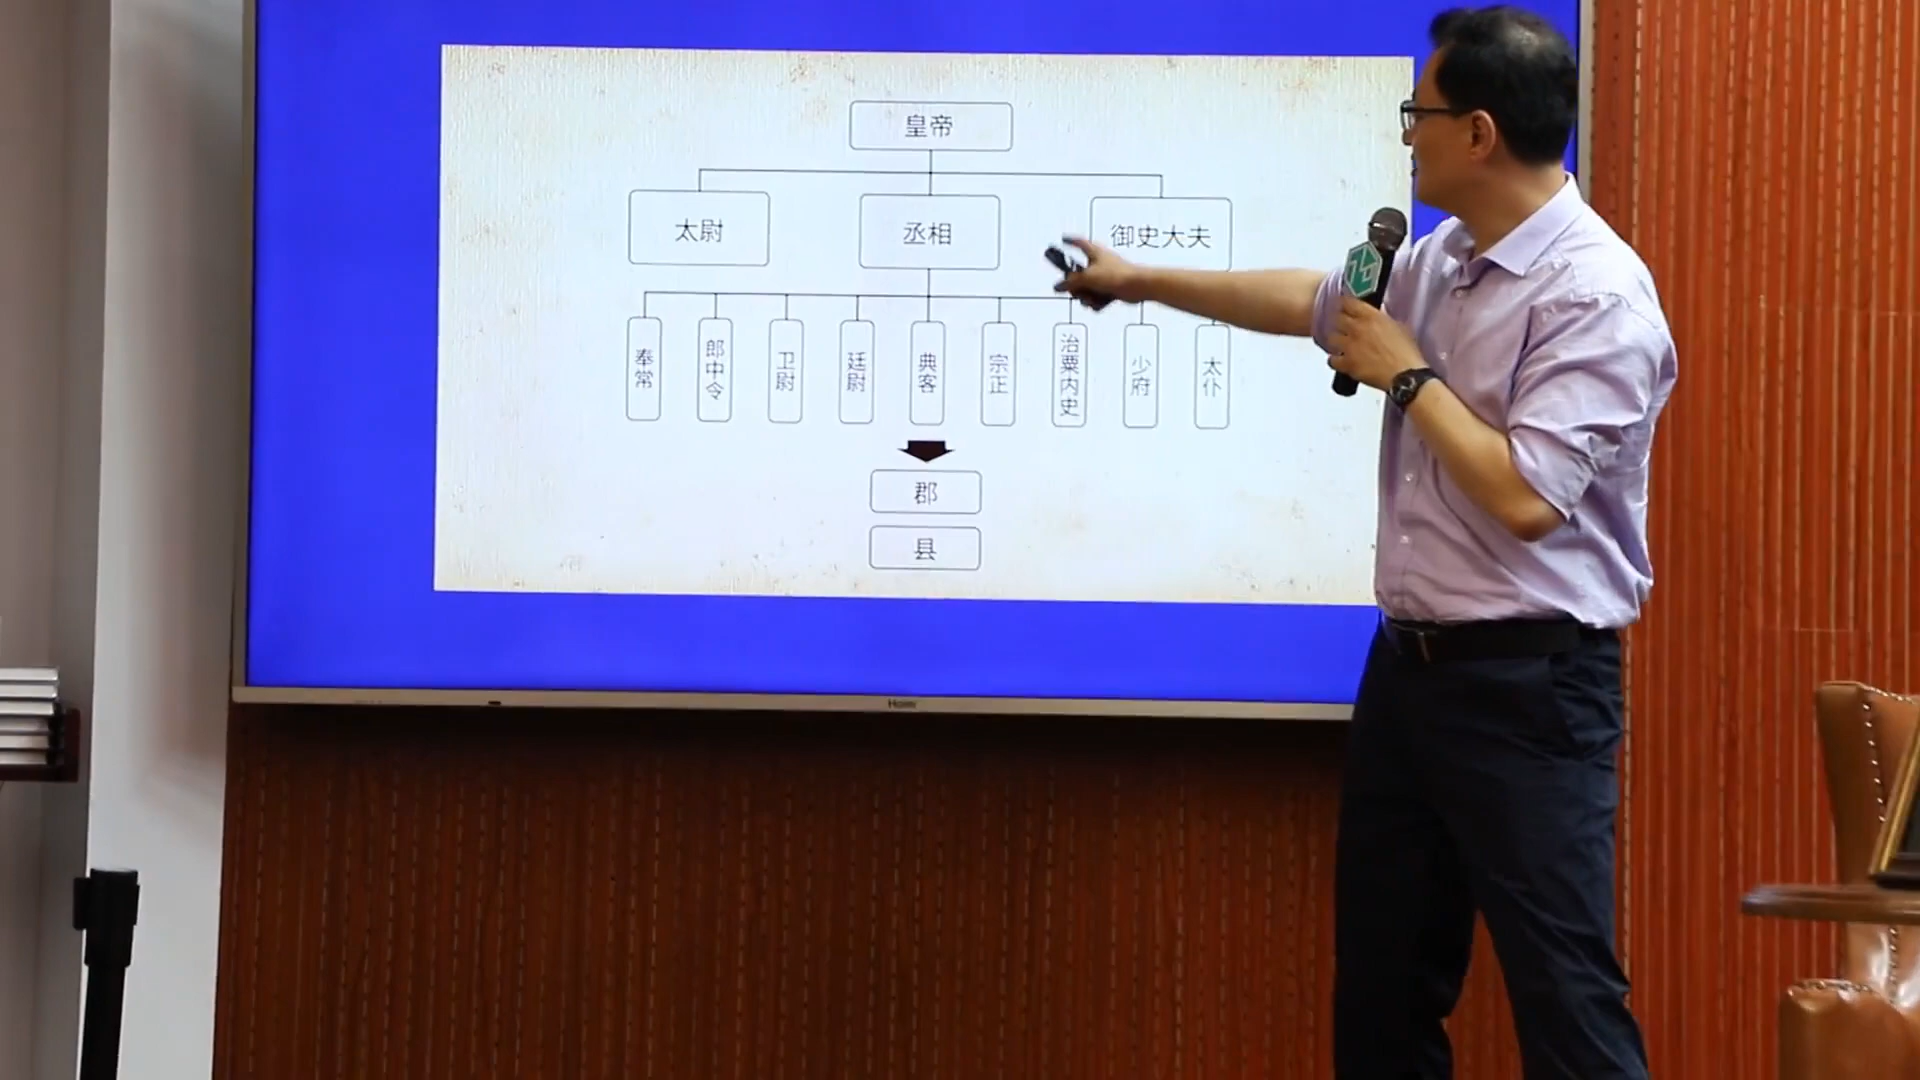 皇帝
太尉
丞相
御史大夫
奉常
郎中令
卫尉
廷尉
典客
宗正
治粟内史
少府
太仆
郡
县
Haier